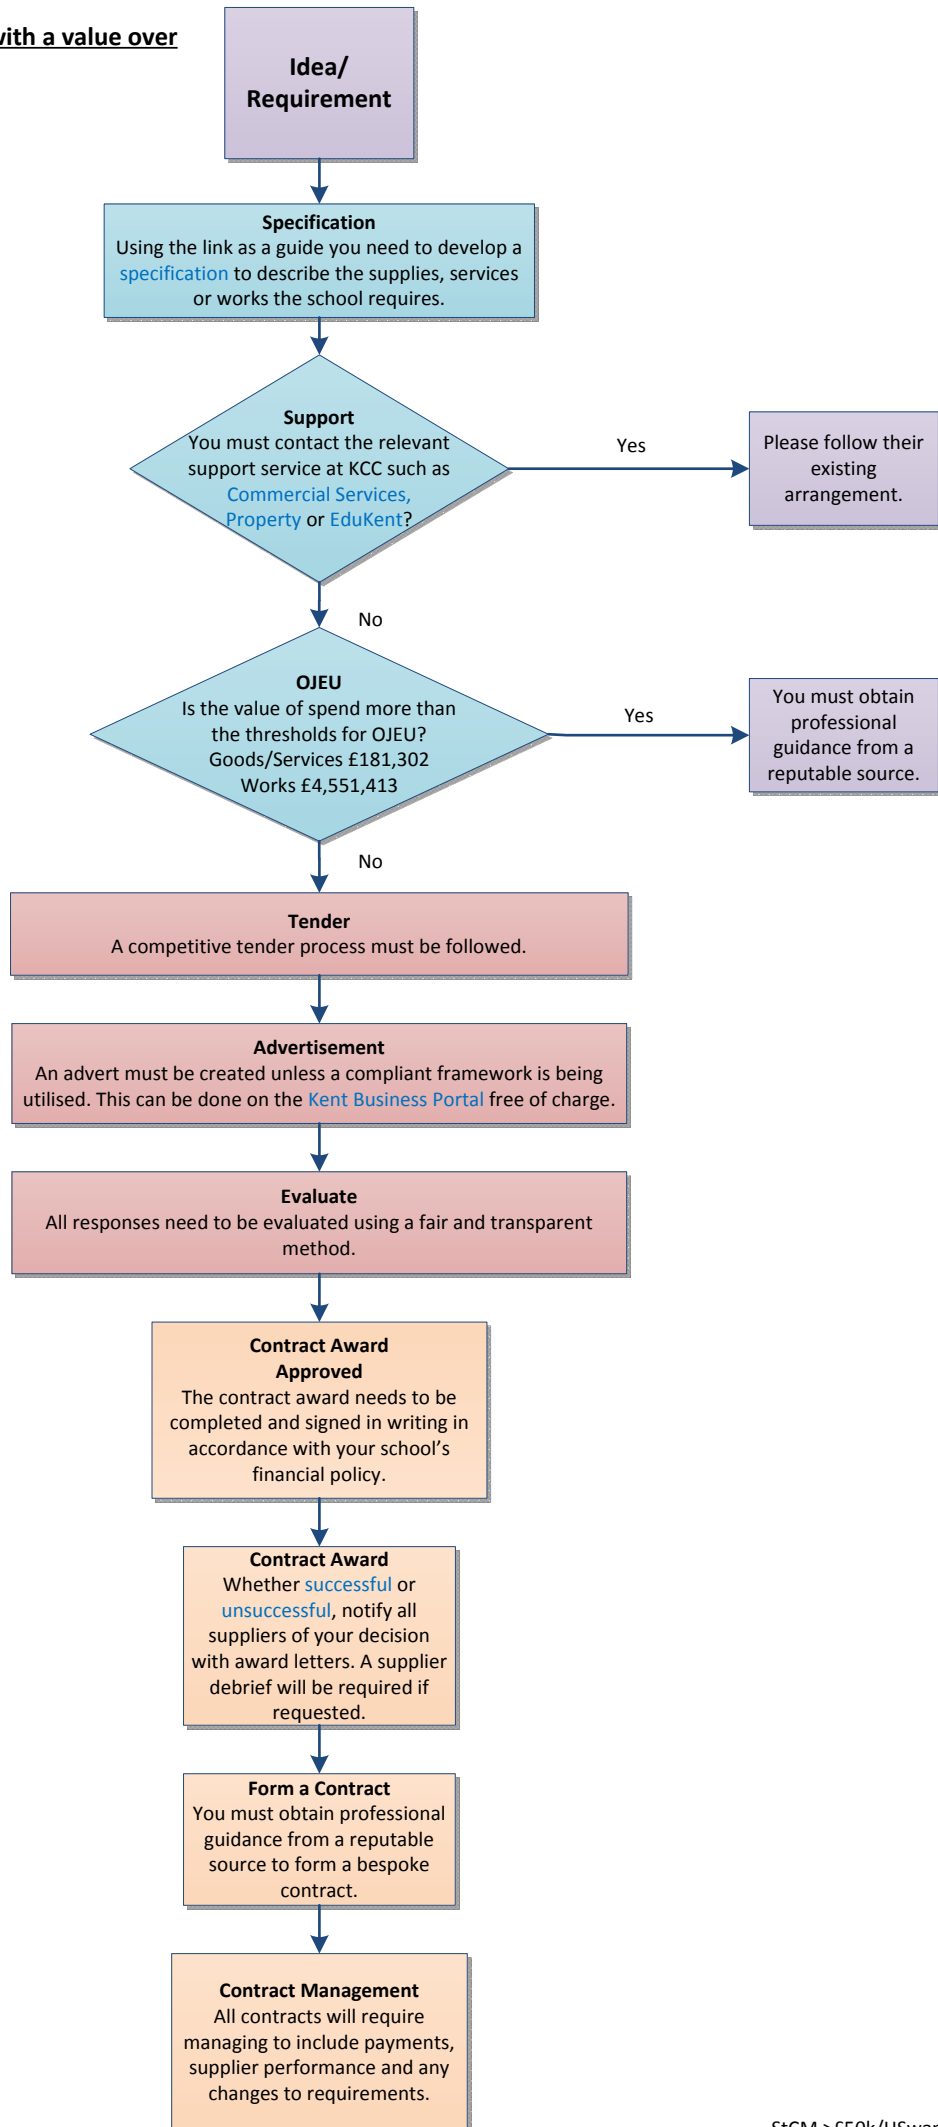 with a value over
Idea/
Requirement
Specification
Using the link as a guide you need to develop a
specification to describe the supplies, services
or works the school requires.
Support
You must contact the relevant
support service at KCC such as
Commercial Services,
Property or EduKent?
Yes
Please follow their
existing
arrangement.
No
OJEU
Is the value of spend more than
the thresholds for OJEU?
Goods/Services £181,302
Works £4,551,413
Yes
You must obtain
professional
guidance from a
reputable source.
No
Tender
A competitive tender process must be followed.
Advertisement
An advert must be created unless a compliant framework is being
utilised. This can be done on the Kent Business Portal free of charge.
Evaluate
All responses need to be evaluated using a fair and transparent
method.
Contract Award
Approved
The contract award needs to be
completed and signed in writing in
accordance with your school’s
financial policy.
Contract Award
Whether successful or
unsuccessful, notify all
suppliers of your decision
with award letters. A supplier
debrief will be required if
requested.
Form a Contract
You must obtain professional
guidance from a reputable
source to form a bespoke
contract.
Contract Management
All contracts will require
managing to include payments,
supplier performance and any
changes to requirements.